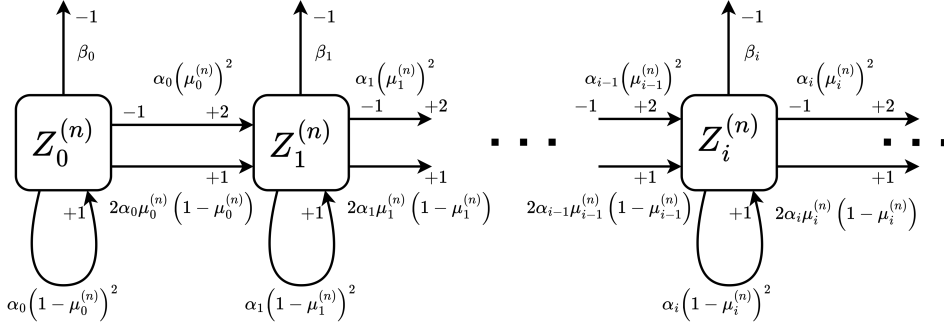 −1 −1 −1
β₀ β₁ βᵢ
α₀(μ₀⁽ⁿ⁾)² α₁(μ₁⁽ⁿ⁾)² αᵢ₋₁(μᵢ₋₁⁽ⁿ⁾)² αᵢ(μᵢ⁽ⁿ⁾)²
−1 +2 −1 +2 −1 +2 −1 +2
Z₀⁽ⁿ⁾ Z₁⁽ⁿ⁾ ... Zᵢ⁽ⁿ⁾ ...
+1 +1 +1 +1
+1 2α₀μ₀⁽ⁿ⁾(1−μ₀⁽ⁿ⁾) +1 2α₁μ₁⁽ⁿ⁾(1−μ₁⁽ⁿ⁾) 2αᵢ₋₁μᵢ₋₁⁽ⁿ⁾(1−μᵢ₋₁⁽ⁿ⁾) +1 2αᵢμᵢ⁽ⁿ⁾(1−μᵢ⁽ⁿ⁾)
α₀(1−μ₀⁽ⁿ⁾)² α₁(1−μ₁⁽ⁿ⁾)² αᵢ(1−μᵢ⁽ⁿ⁾)²